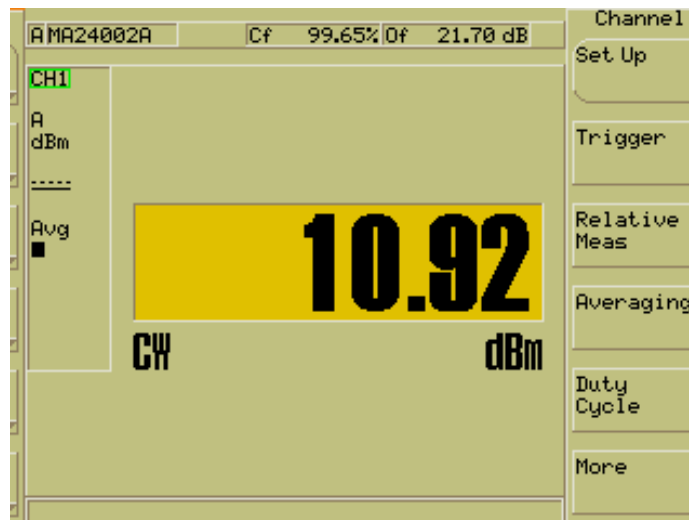 A MA24002A Cf 99.65% Of 21.70 dB
CH1
A
dBm
-----
Avg
10.92
CW dBm
Channel
Set Up
Trigger
Relative
Meas
Averaging
Duty
Cycle
More